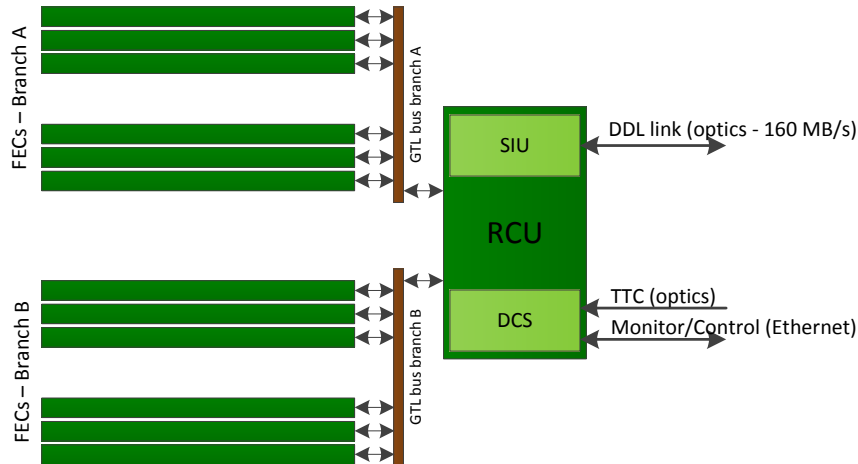 FECs – Branch A
GTL bus branch A
SIU
DDL link (optics - 160 MB/s)
RCU
FECs – Branch B
GTL bus branch B
DCS
TTC (optics)
Monitor/Control (Ethernet)